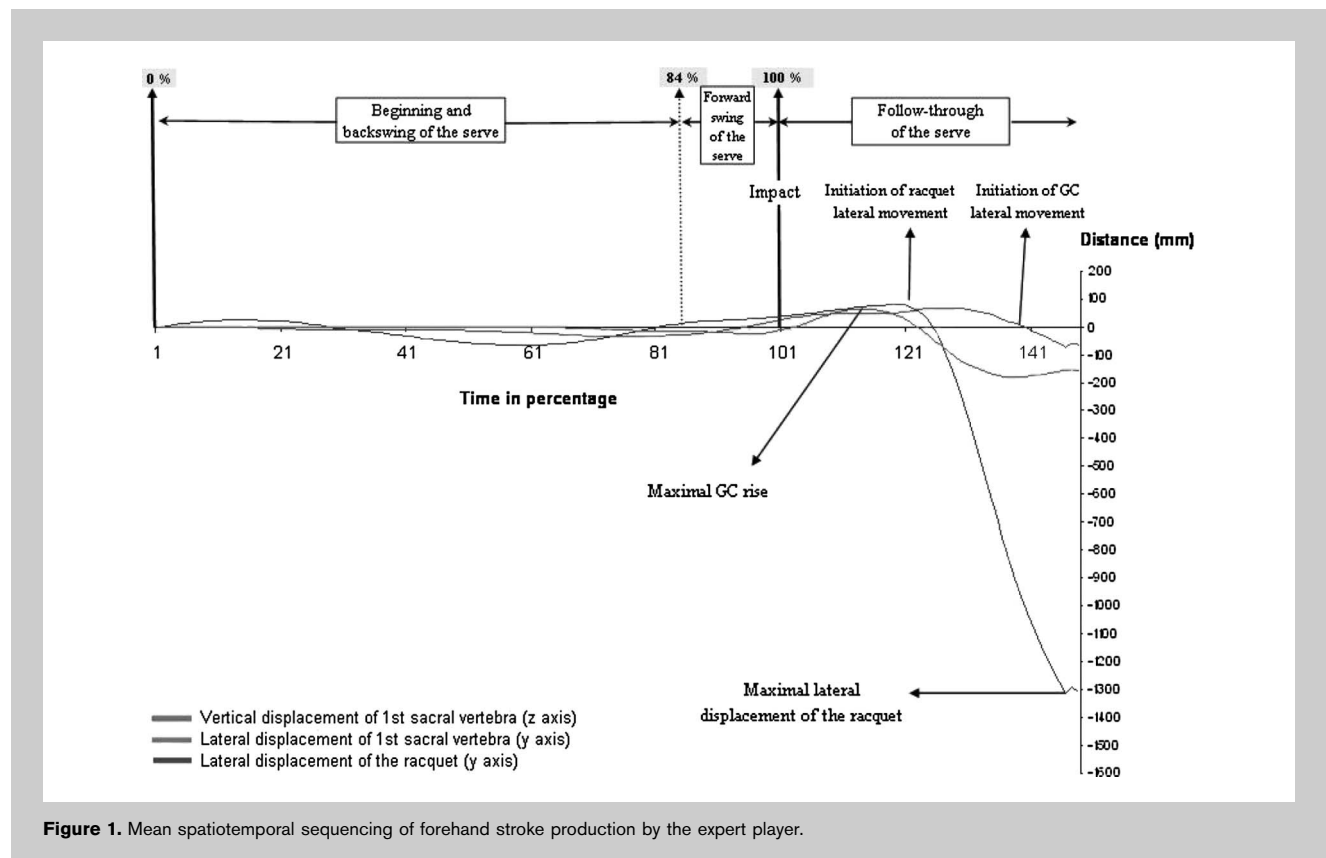 0 %
84 %
100 %
Beginning and
backswing of the serve
Forward
swing
of the
serve
Follow-through
of the serve
Impact
Initiation of racquet
lateral movement
Initiation of GC
lateral movement
Distance (mm)
200
100
0
-100
-200
-300
-400
-500
-600
-700
-800
-900
-1000
-1100
-1200
-1300
-1400
-1500
-1600
1
21
41
61
81
101
121
141
Time in percentage
Maximal GC rise
Maximal lateral
displacement of the racquet
Vertical displacement of 1st sacral vertebra (z axis)
Lateral displacement of 1st sacral vertebra (y axis)
Lateral displacement of the racquet (y axis)
Figure 1. Mean spatiotemporal sequencing of forehand stroke production by the expert player.